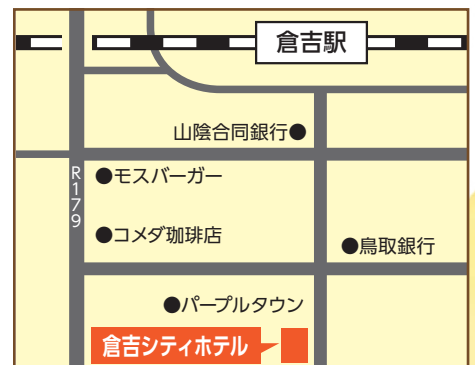 倉吉駅
山陰合同銀行●
R179
●モスバーガー
●コメダ珈琲店
●鳥取銀行
●パープルタウン
倉吉シティホテル